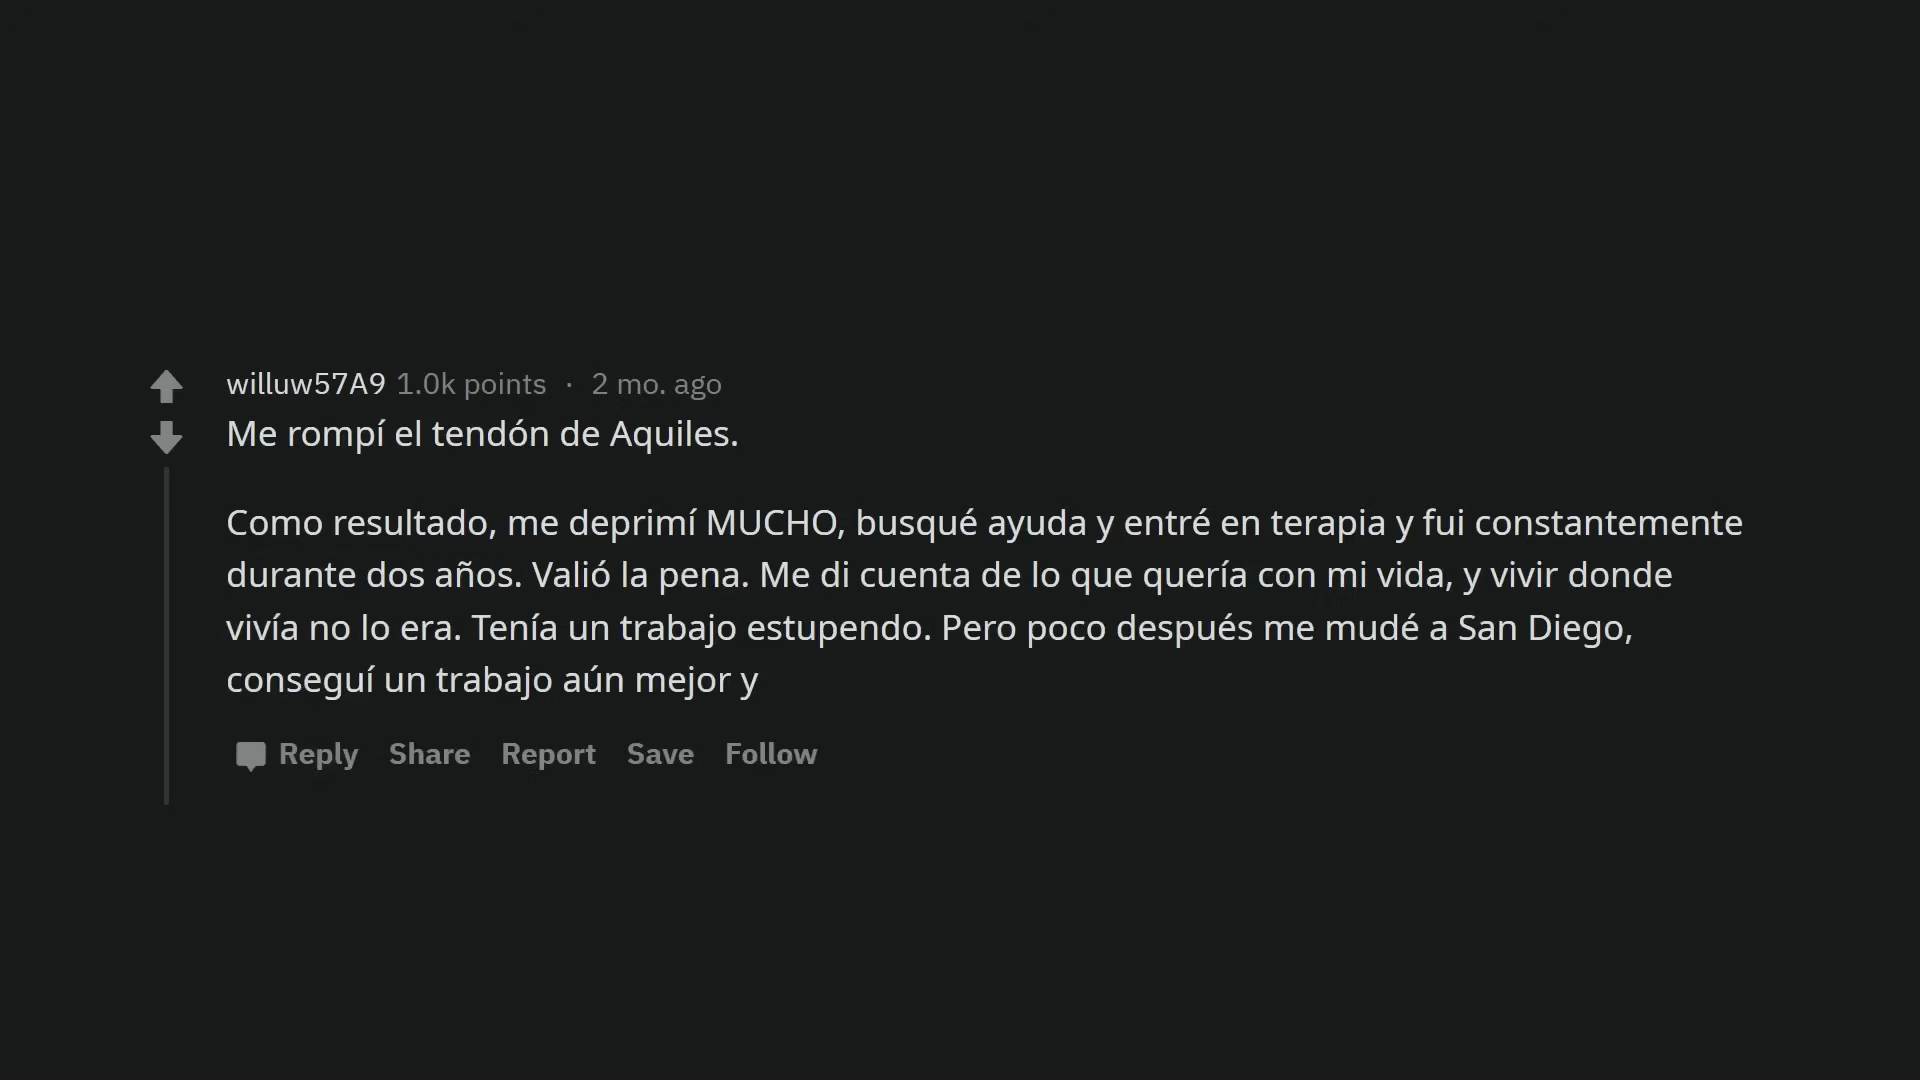 willuw57A9 1.0k points · 2 mo. ago
Me rompí el tendón de Aquiles.
Como resultado, me deprimí MUCHO, busqué ayuda y entré en terapia y fui constantemente
durante dos años. Valió la pena. Me di cuenta de lo que quería con mi vida, y vivir donde
vivía no lo era. Tenía un trabajo estupendo. Pero poco después me mudé a San Diego,
conseguí un trabajo aún mejor y
Reply Share Report Save Follow